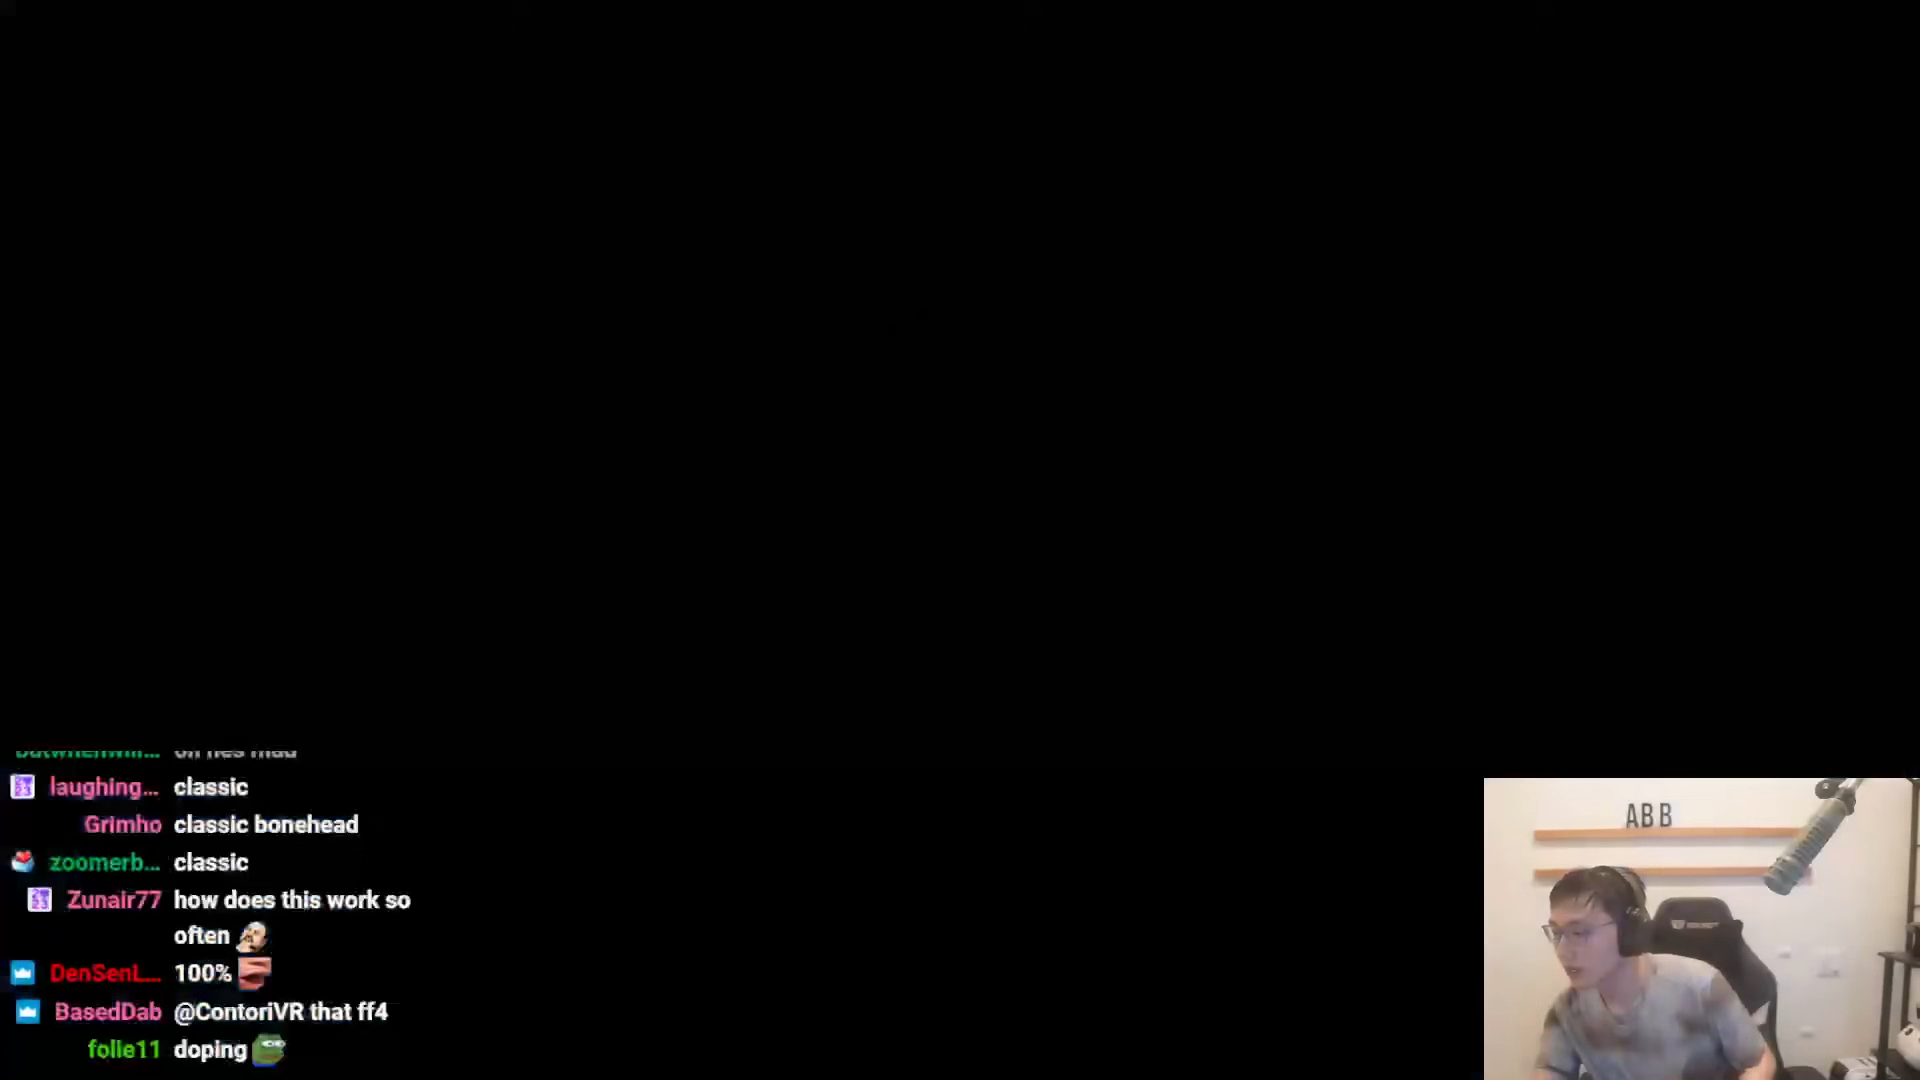 laughing... classic
Grimho classic bonehead
zoomerb... classic
Zunair77 how does this work so
often
DenSenL... 100%
BasedDab @ContoriVR that ff4
folle11 doping
ABB